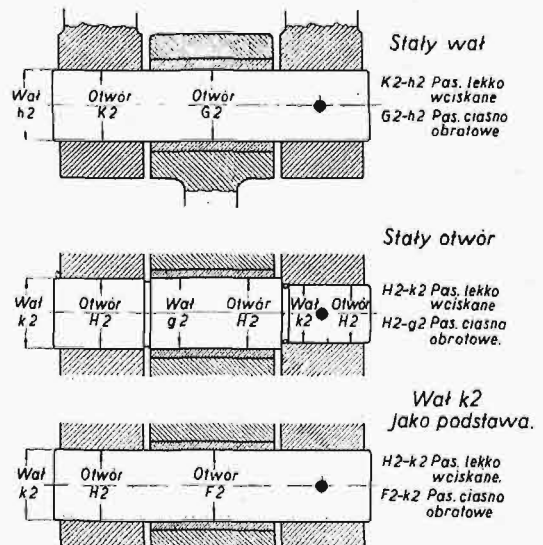 Stały wał
Wał h2
Otwór K2
Otwór G2
K2-h2 Pas. lekko
wciskane
G2-h2 Pas. ciasno
obrotowe
Stały otwór
Wał k2
Otwór H2
Wał g2
Otwór H2
Wał k2
Otwór H2
H2-k2 Pas. lekko
wciskane
H2-g2 Pas. ciasno
obrotowe.
Wał k2
jako podstawa.
Wał k2
Otwór H2
Otwór F2
H2-k2 Pas. lekko
wciskane.
F2-k2 Pas. ciasno
obrotowe